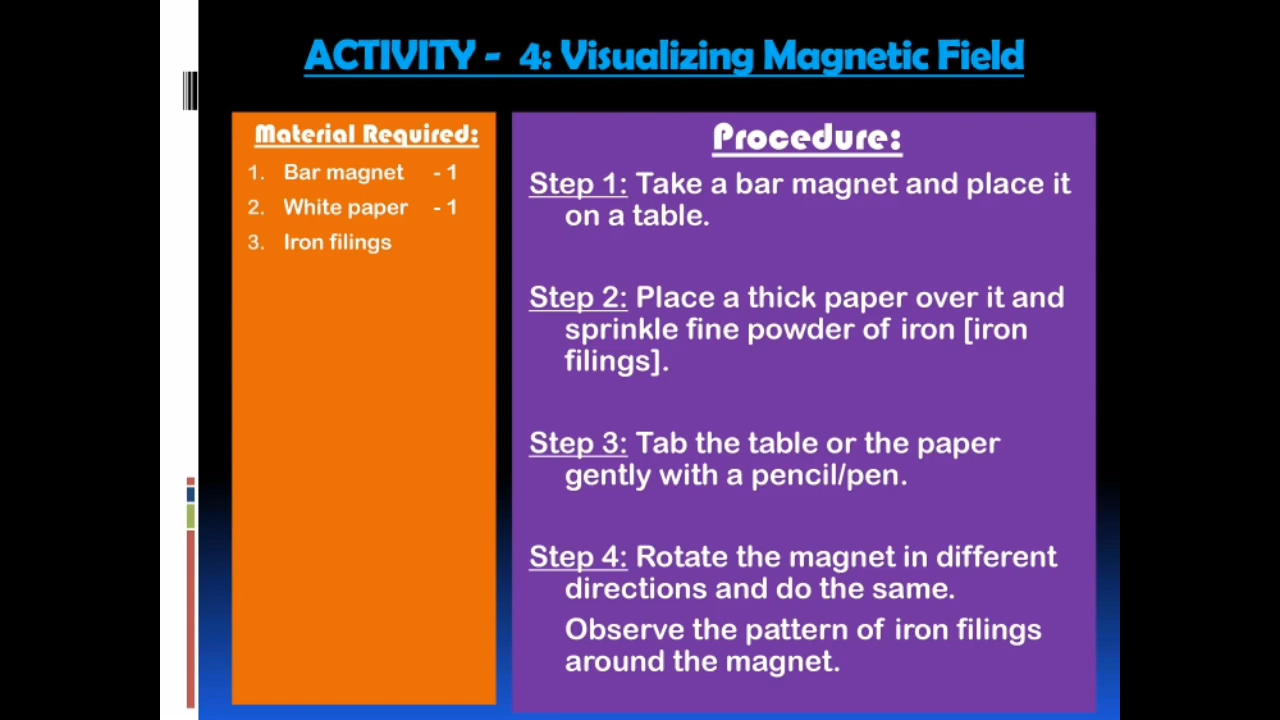 ACTIVITY - 4: Visualizing Magnetic Field
Material Required:
1. Bar magnet - 1
2. White paper - 1
3. Iron filings
Procedure:
Step 1: Take a bar magnet and place it
on a table.
Step 2: Place a thick paper over it and
sprinkle fine powder of iron [iron
filings].
Step 3: Tab the table or the paper
gently with a pencil/pen.
Step 4: Rotate the magnet in different
directions and do the same.
Observe the pattern of iron filings
around the magnet.